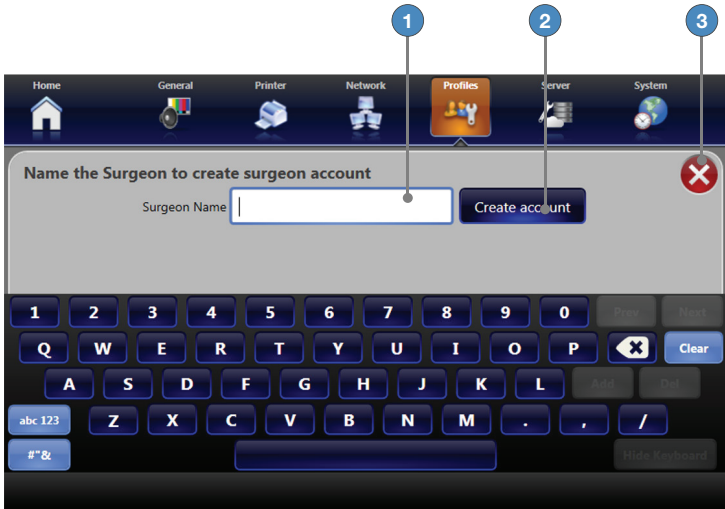 1 2 3
Home General Printer Network Profiles Server System
Name the Surgeon to create surgeon account
Surgeon Name Create account
1 2 3 4 5 6 7 8 9 0 Prev Next
Q W E R T Y U I O P Clear
A S D F G H J K L Add Del
abc 123 Z X C V B N M . , /
#"& Hide Keyboard